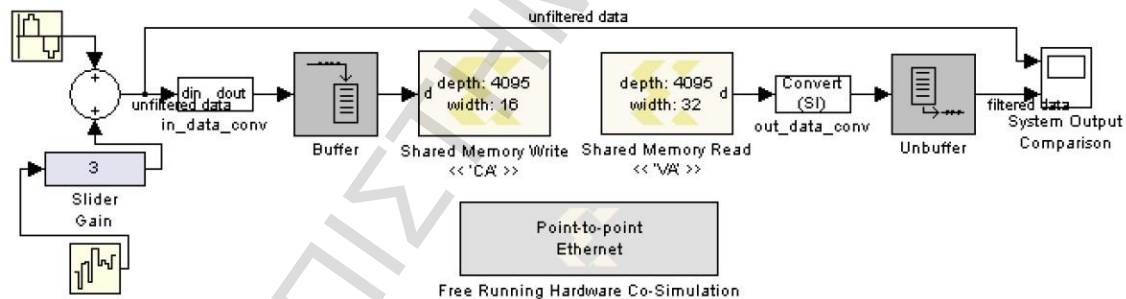 unfiltered data
+
+
din dout
unfiltered data
in_data_conv
Buffer
d
depth: 4095
width: 16
Shared Memory Write
<< 'CA' >>
depth: 4095
width: 32
d
Shared Memory Read
<< 'VA' >>
Convert
(SI)
out_data_conv
Unbuffer
filtered data
System Output
Comparison
3
Slider
Gain
Point-to-point
Ethernet
Free Running Hardware Co-Simulation